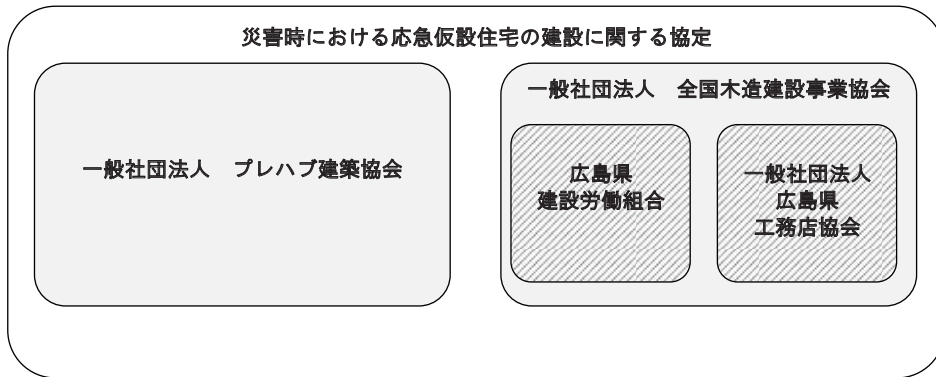 災害時における応急仮設住宅の建設に関する協定
一般社団法人　プレハブ建築協会
一般社団法人　全国木造建設事業協会
広島県
建設労働組合
一般社団法人
広島県
工務店協会